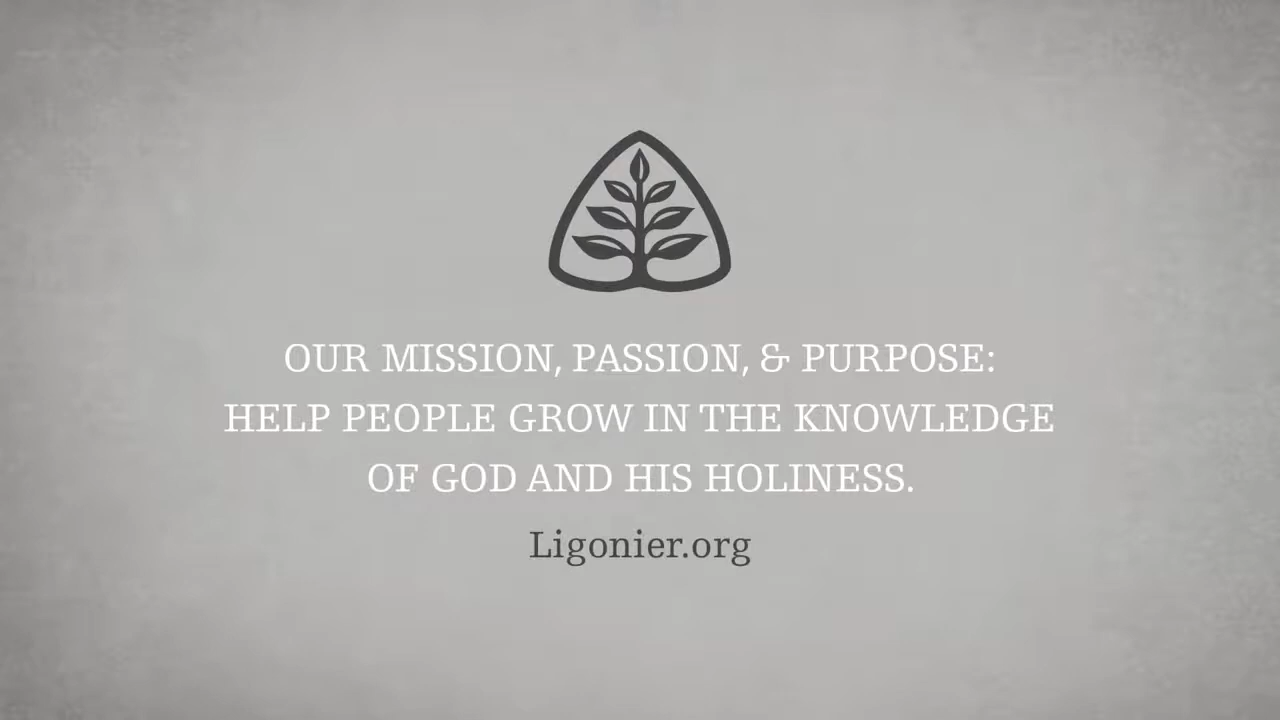 OUR MISSION, PASSION, & PURPOSE:
HELP PEOPLE GROW IN THE KNOWLEDGE
OF GOD AND HIS HOLINESS.
Ligonier.org